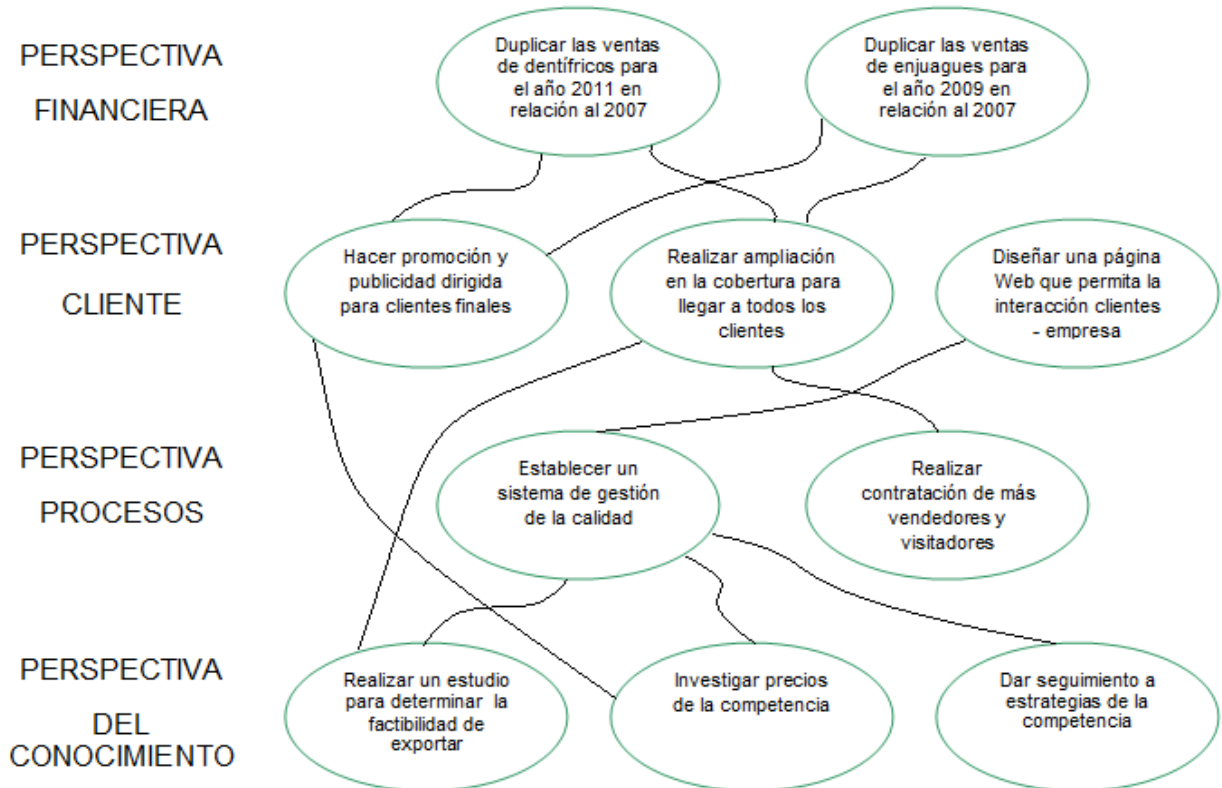 PERSPECTIVA
FINANCIERA
Duplicar las ventas
de dentífricos para
el año 2011 en
relación al 2007
Duplicar las ventas
de enjuagues para
el año 2009 en
relación al 2007
PERSPECTIVA
CLIENTE
Hacer promoción y
publicidad dirigida
para clientes finales
Realizar ampliación
en la cobertura para
llegar a todos los
clientes
Diseñar una página
Web que permita la
interacción clientes
- empresa
PERSPECTIVA
PROCESOS
Establecer un
sistema de gestión
de la calidad
Realizar
contratación de más
vendedores y
visitadores
PERSPECTIVA
DEL
CONOCIMIENTO
Realizar un estudio
para determinar la
factibilidad de
exportar
Investigar precios
de la competencia
Dar seguimiento a
estrategias de la
competencia